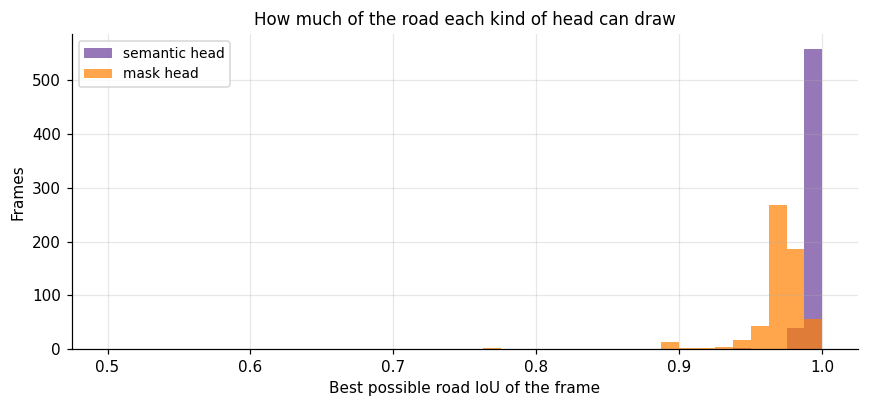 How much of the road each kind of head can draw
semantic head
mask head
Frames
500
400
300
200
100
0
0.5 0.6 0.7 0.8 0.9 1.0
Best possible road IoU of the frame